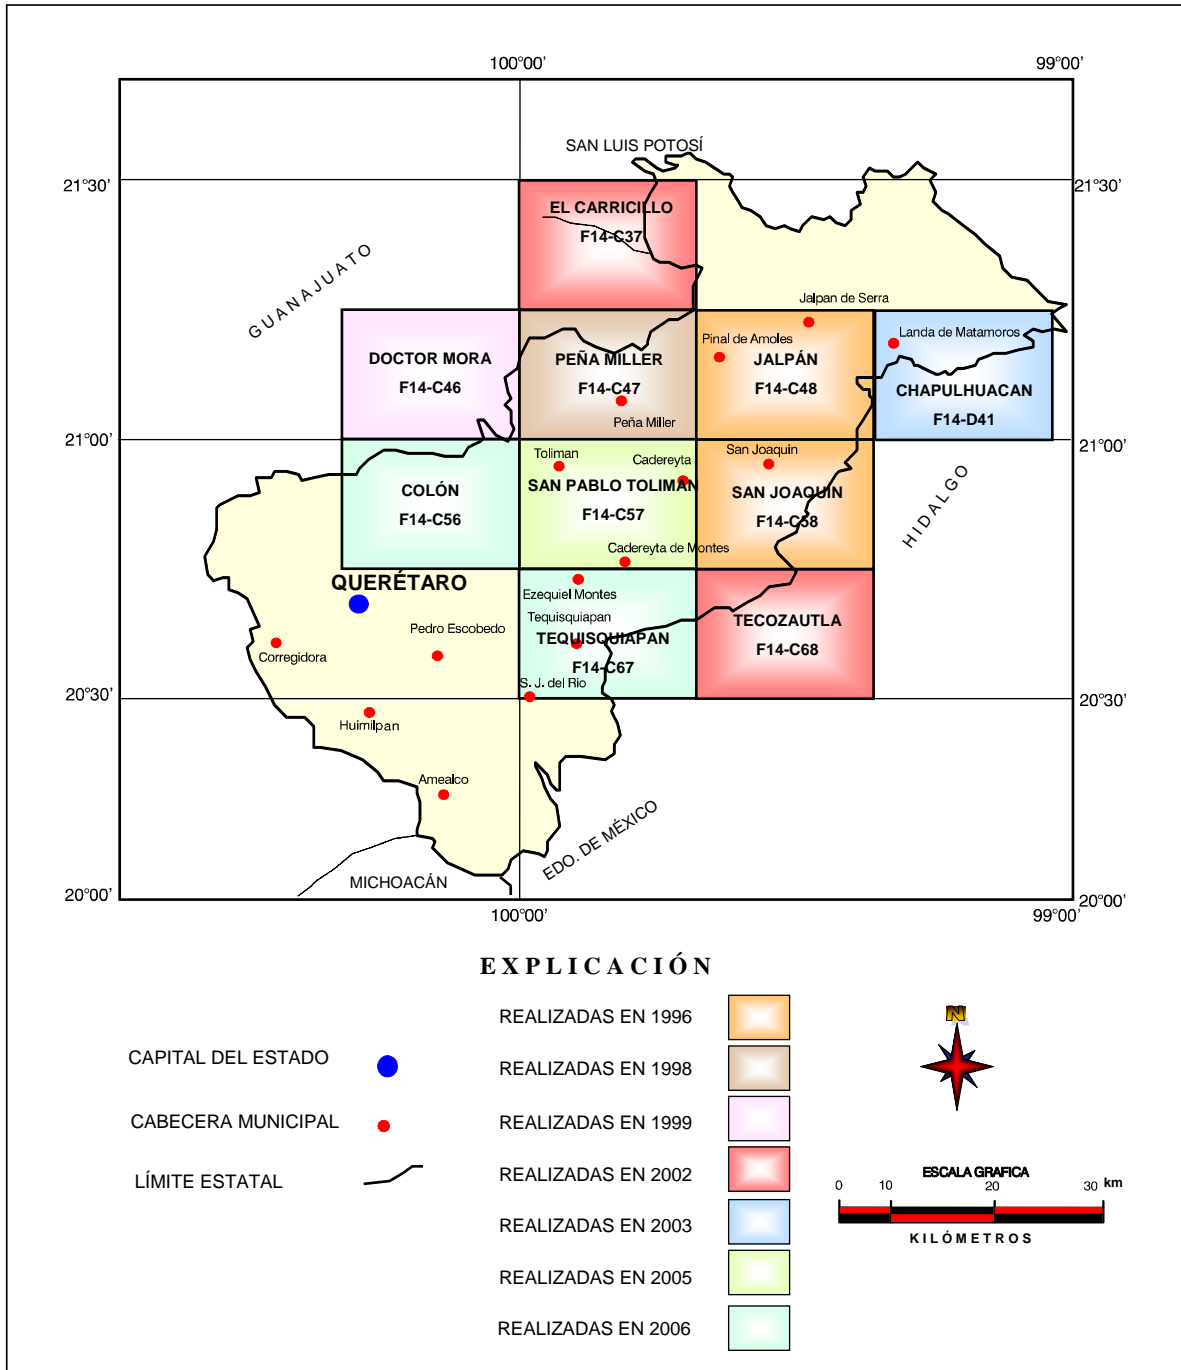 100°00'
99°00'
SAN LUIS POTOSÍ
21°30'
21°30'
EL CARRICILLO
F14-C37
GUANAJUATO
Jalpan de Serra
Landa de Matamoros
Pinal de Amoles
DOCTOR MORA
F14-C46
PEÑA MILLER
F14-C47
JALPÁN
F14-C48
CHAPULHUACAN
F14-D41
Peña Miller
21°00'
21°00'
Toliman
Cadereyta
San Joaquin
COLÓN
F14-C56
SAN PABLO TOLIMAN
F14-C57
SAN JOAQUIN
F14-C58
HIDALGO
Cadereyta de Montes
QUERÉTARO
Ezequiel Montes
Tequisquiapan
Pedro Escobedo
TEQUISQUIAPAN
F14-C67
TECOZAUTLA
F14-C68
Corregidora
S. J. del Rio
20°30'
20°30'
Huimilpan
Amealco
EDO. DE MÉXICO
MICHOACÁN
20°00'
20°00'
100°00'
99°00'
EXPLICACIÓN
REALIZADAS EN 1996
N
CAPITAL DEL ESTADO
REALIZADAS EN 1998
CABECERA MUNICIPAL
REALIZADAS EN 1999
LÍMITE ESTATAL
REALIZADAS EN 2002
ESCALA GRAFICA
0 10 20 30 km
REALIZADAS EN 2003
KILÓMETROS
REALIZADAS EN 2005
REALIZADAS EN 2006